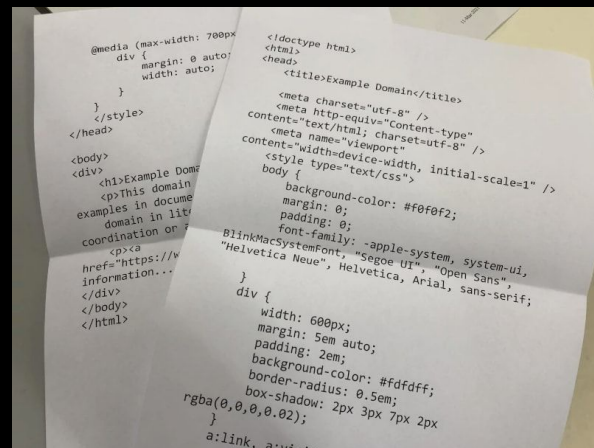 <!doctype html>
<html>
<head>
<title>Example Domain</title>
<meta charset="utf-8" />
<meta http-equiv="Content-type"
content="text/html; charset=utf-8" />
<meta name="viewport"
content="width=device-width, initial-scale=1" />
<style type="text/css">
body {
background-color: #f0f0f2;
margin: 0;
padding: 0;
font-family: -apple-system, system-ui,
BlinkMacSystemFont, "Segoe UI", "Open Sans",
"Helvetica Neue", Helvetica, Arial, sans-serif;
}
div {
width: 600px;
margin: 5em auto;
padding: 2em;
background-color: #fdfdff;
border-radius: 0.5em;
box-shadow: 2px 3px 7px 2px
rgba(0,0,0,0.02);
}
a:link,
@media (max-width: 700px
div {
margin: 0 auto;
width: auto;
}
}
</style>
</head>
<body>
<div>
<h1>Example Doma
<p>This domain
examples in docume
domain in lite
coordination or a
<p><a
href="https://w
information...
</div>
</body>
</html>